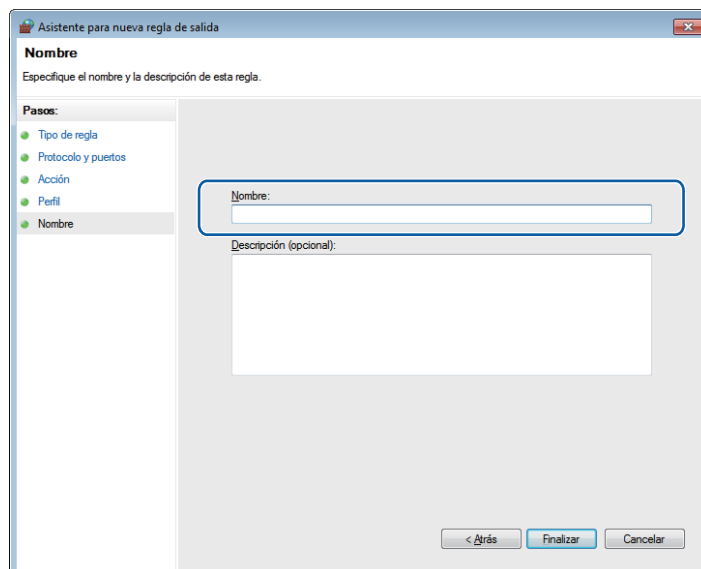 Asistente para nueva regla de salida
Nombre
Especifique el nombre y la descripción de esta regla.
Pasos:
Tipo de regla
Protocolo y puertos
Acción
Perfil
Nombre
Nombre:
Descripción (opcional):
< Atrás
Finalizar
Cancelar